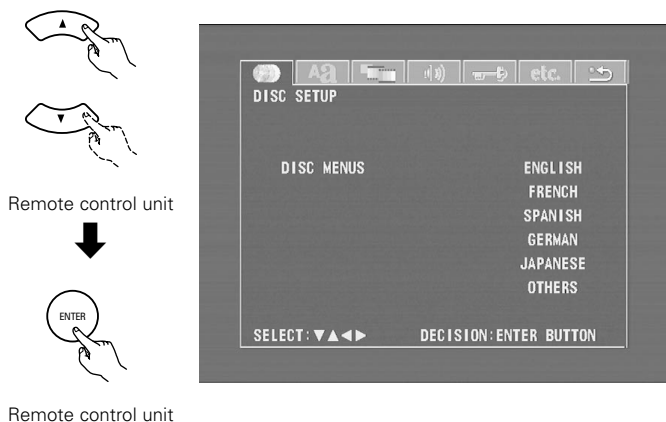 Remote control unit
ENTER
Remote control unit
Aa etc.
DISC SETUP
DISC MENUS ENGLISH
FRENCH
SPANISH
GERMAN
JAPANESE
OTHERS
SELECT:▼▲◀▶ DECISION:ENTER BUTTON